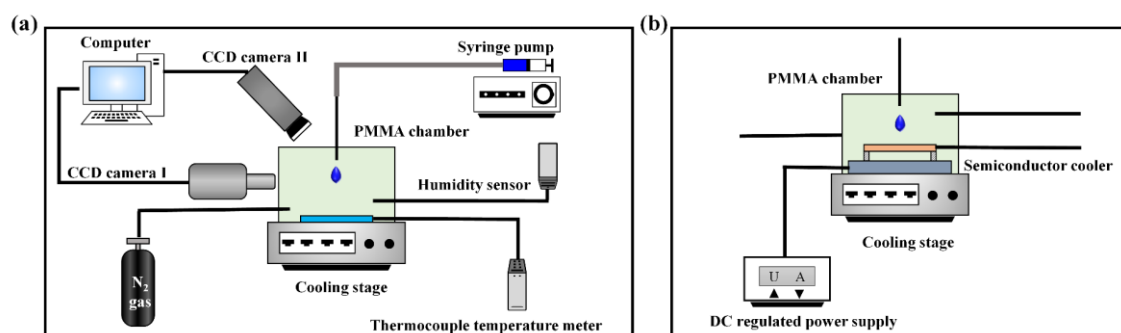 (a)
Computer
CCD camera II
Syringe pump
PMMA chamber
CCD camera I
Humidity sensor
N2
gas
Cooling stage
Thermocouple temperature meter
(b)
PMMA chamber
Semiconductor cooler
Cooling stage
U A
DC regulated power supply